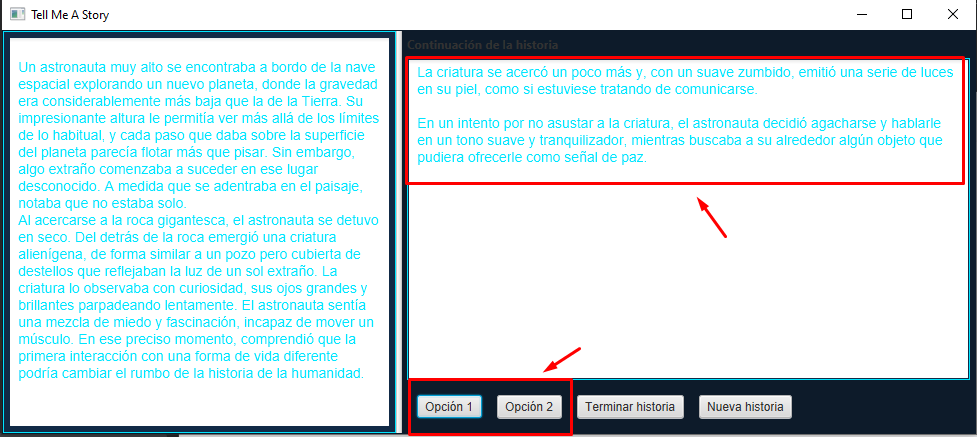 Tell Me A Story
Un astronauta muy alto se encontraba a bordo de la nave
espacial explorando un nuevo planeta, donde la gravedad
era considerablemente más baja que la de la Tierra. Su
impresionante altura le permitía ver más allá de los límites
de lo habitual, y cada paso que daba sobre la superficie
del planeta parecía flotar más que pisar. Sin embargo,
algo extraño comenzaba a suceder en ese lugar
desconocido. A medida que se adentraba en el paisaje,
notaba que no estaba solo.
Al acercarse a la roca gigantesca, el astronauta se detuvo
en seco. Del detrás de la roca emergió una criatura
alienígena, de forma similar a un pozo pero cubierta de
destellos que reflejaban la luz de un sol extraño. La
criatura lo observaba con curiosidad, sus ojos grandes y
brillantes parpadeando lentamente. El astronauta sentía
una mezcla de miedo y fascinación, incapaz de mover un
músculo. En ese preciso momento, comprendió que la
primera interacción con una forma de vida diferente
podría cambiar el rumbo de la historia de la humanidad.
Continuación de la historia
La criatura se acercó un poco más y, con un suave zumbido, emitió una serie de luces
en su piel, como si estuviese tratando de comunicarse.
En un intento por no asustar a la criatura, el astronauta decidió agacharse y hablarle
en un tono suave y tranquilizador, mientras buscaba a su alrededor algún objeto que
pudiera ofrecerle como señal de paz.
Opción 1 Opción 2 Terminar historia Nueva historia